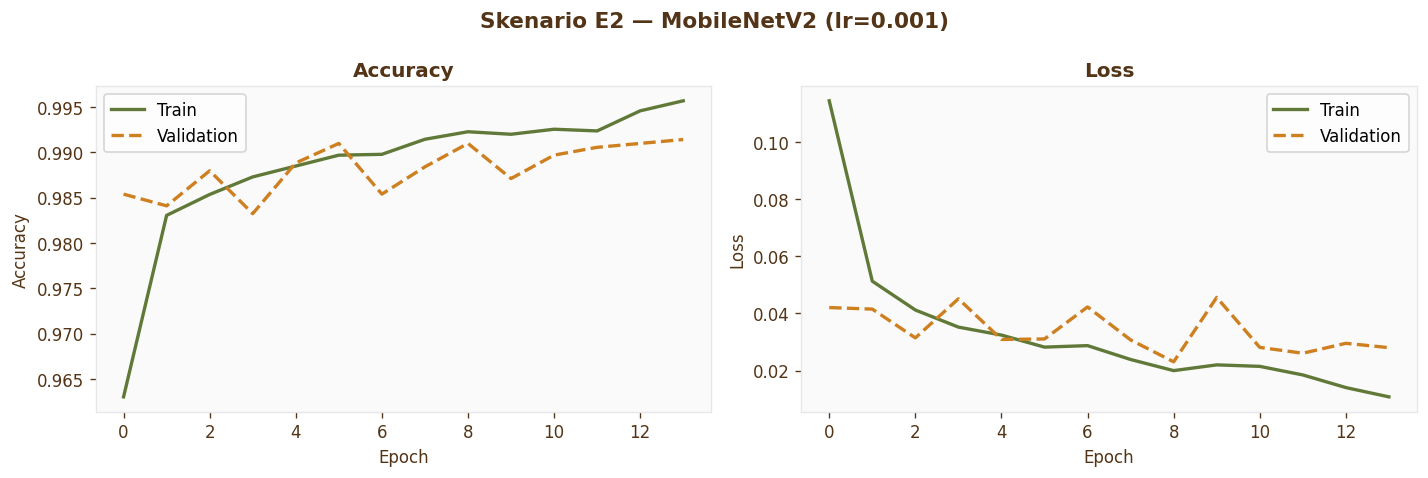 Skenario E2 — MobileNetV2 (lr=0.001)
Accuracy
Train
Validation
0.995
0.990
0.985
0.980
0.975
0.970
0.965
Accuracy
0 2 4 6 8 10 12
Epoch
Loss
Train
Validation
0.10
0.08
0.06
0.04
0.02
Loss
0 2 4 6 8 10 12
Epoch